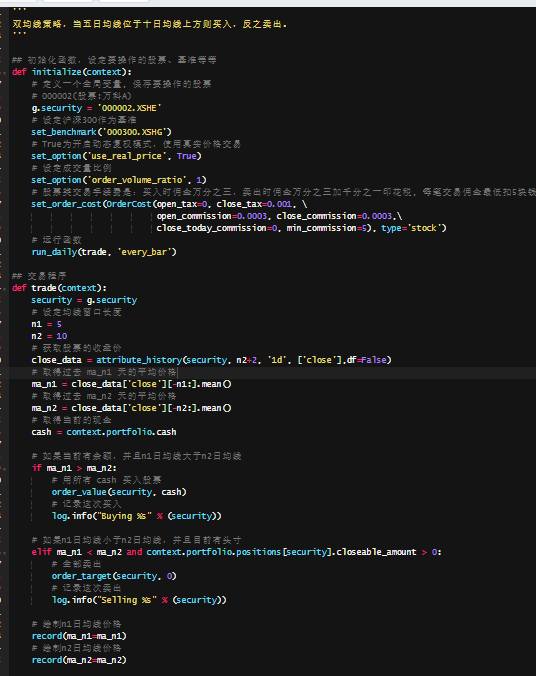 '''
双均线策略，当五日均线位于十日均线上方则买入，反之卖出。
'''
## 初始化函数，设定要操作的股票、基准等等
def initialize(context):
# 定义一个全局变量，保存要操作的股票
# 000002(股票:万科A)
g.security = '000002.XSHE'
# 设定沪深300作为基准
set_benchmark('000300.XSHG')
# True为开启动态复权模式，使用真实价格交易
set_option('use_real_price', True)
# 设定成交量比例
set_option('order_volume_ratio', 1)
# 股票类交易手续费是：买入时佣金万分之三，卖出时佣金万分之三加千分之一印花税，每笔交易佣金最低扣5块钱
set_order_cost(OrderCost(open_tax=0, close_tax=0.001, \
open_commission=0.0003, close_commission=0.0003,\
close_today_commission=0, min_commission=5), type='stock')
# 运行函数
run_daily(trade, 'every_bar')
## 交易程序
def trade(context):
security = g.security
# 设定均线窗口长度
n1 = 5
n2 = 10
# 获取股票的收盘价
close_data = attribute_history(security, n2+2, '1d', ['close'],df=False)
# 取得过去 ma_n1 天的平均价格
ma_n1 = close_data['close'][-n1:].mean()
# 取得过去 ma_n2 天的平均价格
ma_n2 = close_data['close'][-n2:].mean()
# 取得当前的现金
cash = context.portfolio.cash
# 如果当前有余额，并且n1日均线大于n2日均线
if ma_n1 > ma_n2:
# 用所有 cash 买入股票
order_value(security, cash)
# 记录这次买入
log.info("Buying %s" % (security))
# 如果n1日均线小于n2日均线，并且目前有头寸
elif ma_n1 < ma_n2 and context.portfolio.positions[security].closeable_amount > 0:
# 全部卖出
order_target(security, 0)
# 记录这次卖出
log.info("Selling %s" % (security))
# 绘制n1日均线价格
record(ma_n1=ma_n1)
# 绘制n2日均线价格
record(ma_n2=ma_n2)